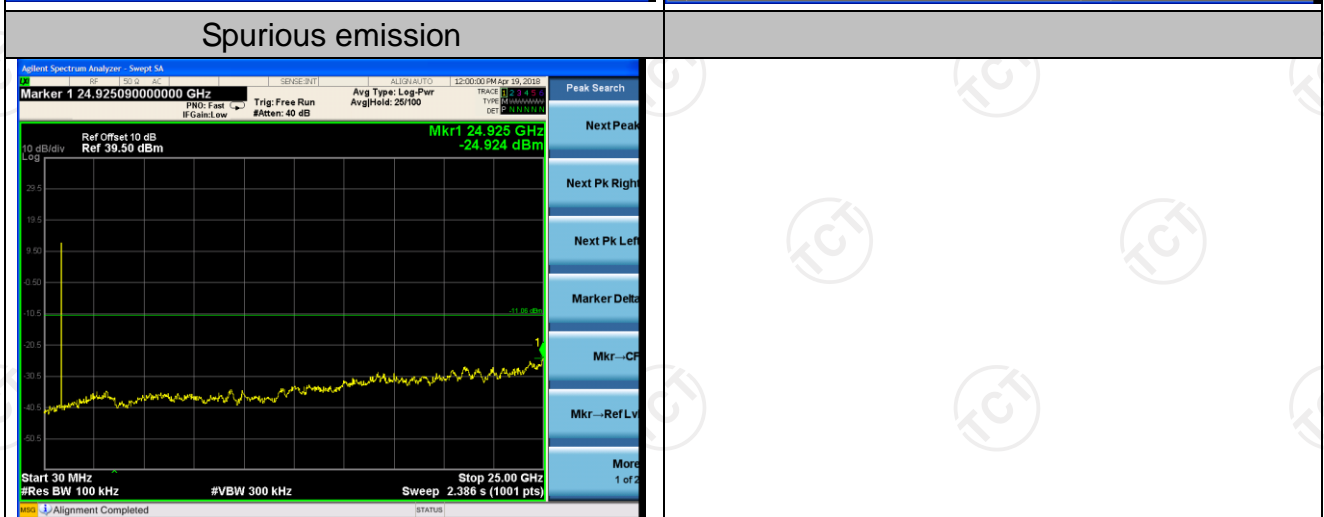 Spurious emission
Agilent Spectrum Analyzer - Swept SA
RF 50 Ω AC SENSE:INT ALIGNAUTO 12:00:00 PM Apr 19, 2018
Marker 1 24.925090000000 GHz
PNO: Fast
IFGain:Low
Trig: Free Run
#Atten: 40 dB
Avg Type: Log-Pwr
Avg|Hold: 25/100
TRACE 1 2 3 4 5 6
TYPE M WWWWW
DET P N N N N N
Peak Search
Mkr1 24.925 GHz
-24.924 dBm
Ref Offset 10 dB
10 dB/div Ref 39.50 dBm
Log
29.5
19.5
9.50
-0.50
-10.5
-20.5
-30.5
-40.5
-50.5
-11.06 dBm
1
Start 30 MHz
Stop 25.00 GHz
#Res BW 100 kHz
#VBW 300 kHz
Sweep 2.386 s (1001 pts)
MSG Alignment Completed
STATUS
Next Peak
Next Pk Right
Next Pk Left
Marker Delta
Mkr→CF
Mkr→Ref Lvl
More
1 of 2
TCT
TCT
TCT
TCT
TCT